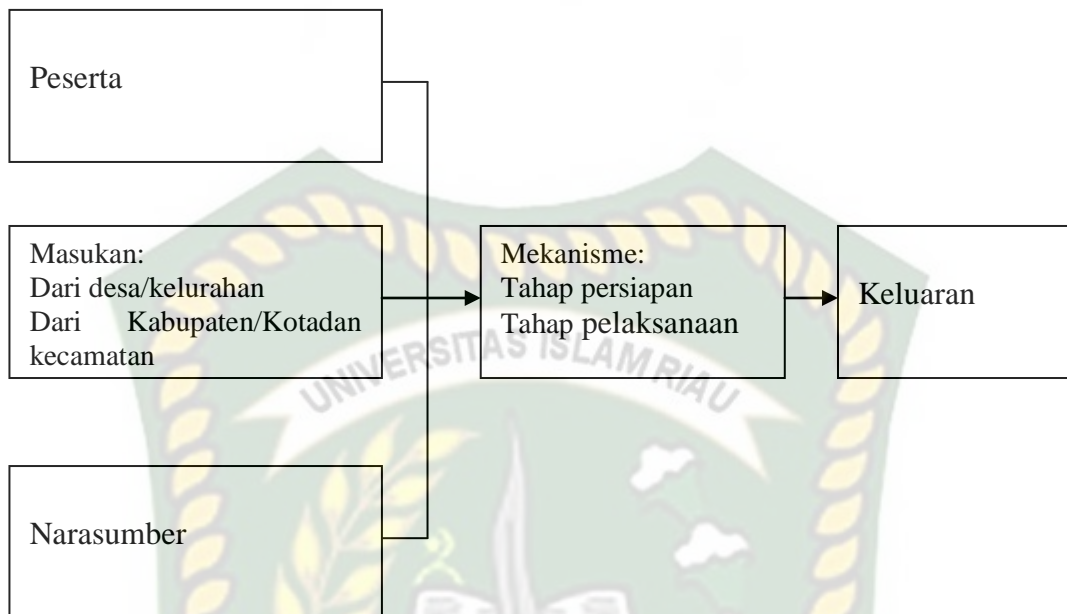 Peserta
Masukan:
Dari desa/kelurahan
Dari Kabupaten/Kotadan
kecamatan
Mekanisme:
Tahap persiapan
Tahap pelaksanaan
Keluaran
UNIVERSITAS ISLAM RIAU
Narasumber